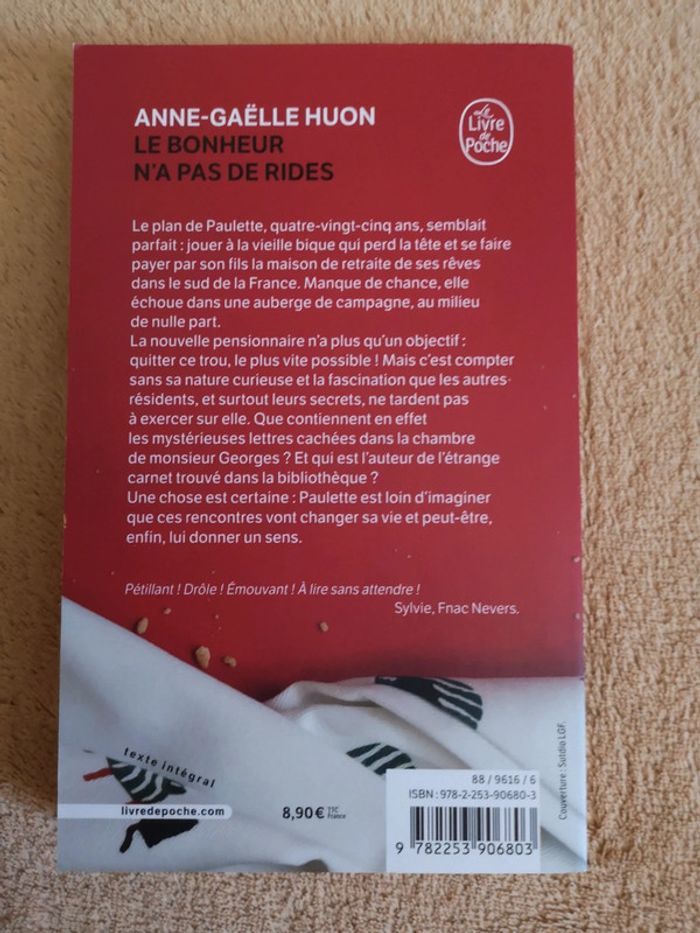 ANNE-GAËLLE HUON
LE BONHEUR
N'A PAS DE RIDES
Le
Livre
de
Poche
Le plan de Paulette, quatre-vingt-cinq ans, semblait
parfait : jouer à la vieille bique qui perd la tête et se faire
payer par son fils la maison de retraite de ses rêves
dans le sud de la France. Manque de chance, elle
échoue dans une auberge de campagne, au milieu
de nulle part.
La nouvelle pensionnaire n'a plus qu'un objectif :
quitter ce trou, le plus vite possible ! Mais c'est compter
sans sa nature curieuse et la fascination que les autres
résidents, et surtout leurs secrets, ne tardent pas
à exercer sur elle. Que contiennent en effet
les mystérieuses lettres cachées dans la chambre
de monsieur Georges ? Et qui est l'auteur de l'étrange
carnet trouvé dans la bibliothèque ?
Une chose est certaine : Paulette est loin d'imaginer
que ces rencontres vont changer sa vie et peut-être,
enfin, lui donner un sens.
Pétillant ! Drôle ! Émouvant ! À lire sans attendre !
Sylvie, Fnac Nevers.
texte intégral
livredepoche.com
8,90 € TTC
France
88 / 9616 / 6
ISBN : 978-2-253-90680-3
9 782253 906803
Couverture : Sutdio LGF.